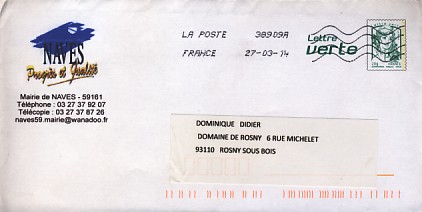 NAVES
Progrès et Qualité
Mairie de NAVES - 59161
Téléphone : 03 27 37 92 07
Télécopie : 03 27 37 87 26
naves59.mairie@wanadoo.fr
LA POSTE 38909A
FRANCE 27-03-14
Lettre
verte
DOMINIQUE DIDIER
DOMAINE DE ROSNY 6 RUE MICHELET
93110 ROSNY SOUS BOIS